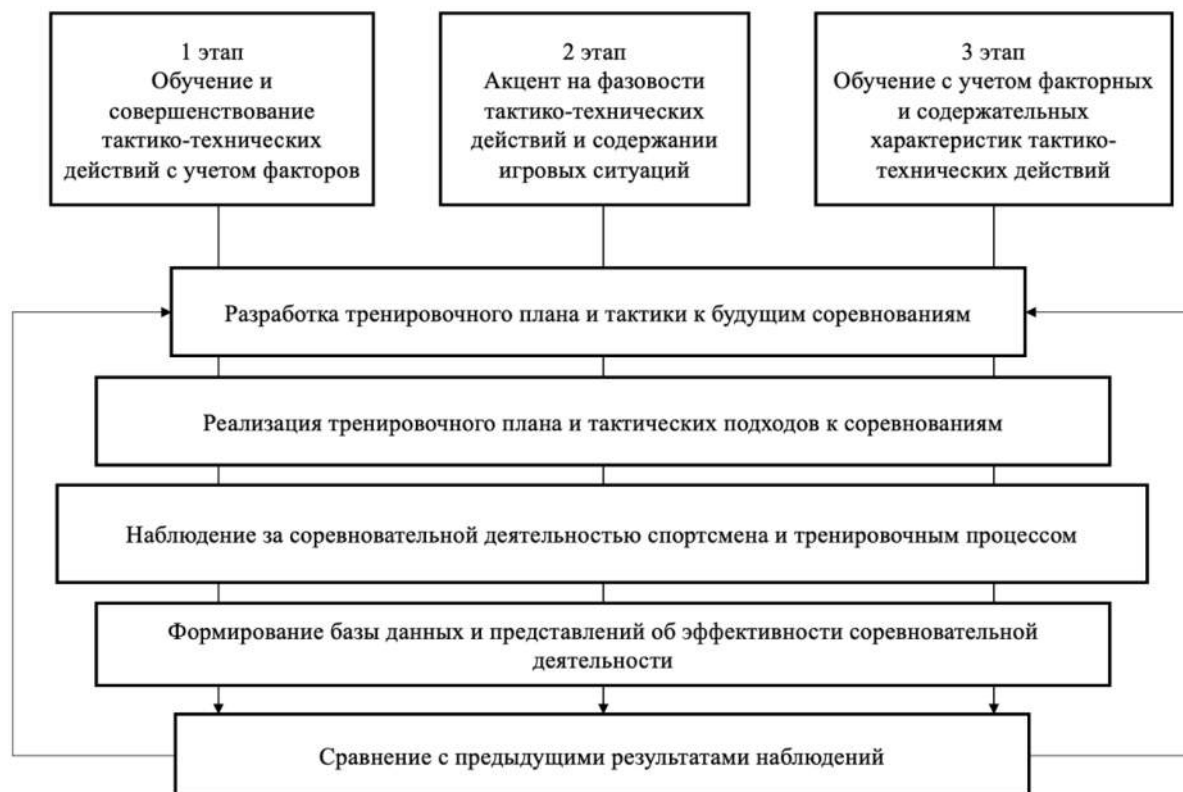 1 этап
Обучение и
совершенствование
тактико-технических
действий с учетом факторов
2 этап
Акцент на фазовости
тактико-технических
действий и содержании
игровых ситуаций
3 этап
Обучение с учетом факторных
и содержательных
характеристик тактико-
технических действий
Разработка тренировочного плана и тактики к будущим соревнованиям
Реализация тренировочного плана и тактических подходов к соревнованиям
Наблюдение за соревновательной деятельностью спортсмена и тренировочным процессом
Формирование базы данных и представлений об эффективности соревновательной
деятельности
Сравнение с предыдущими результатами наблюдений